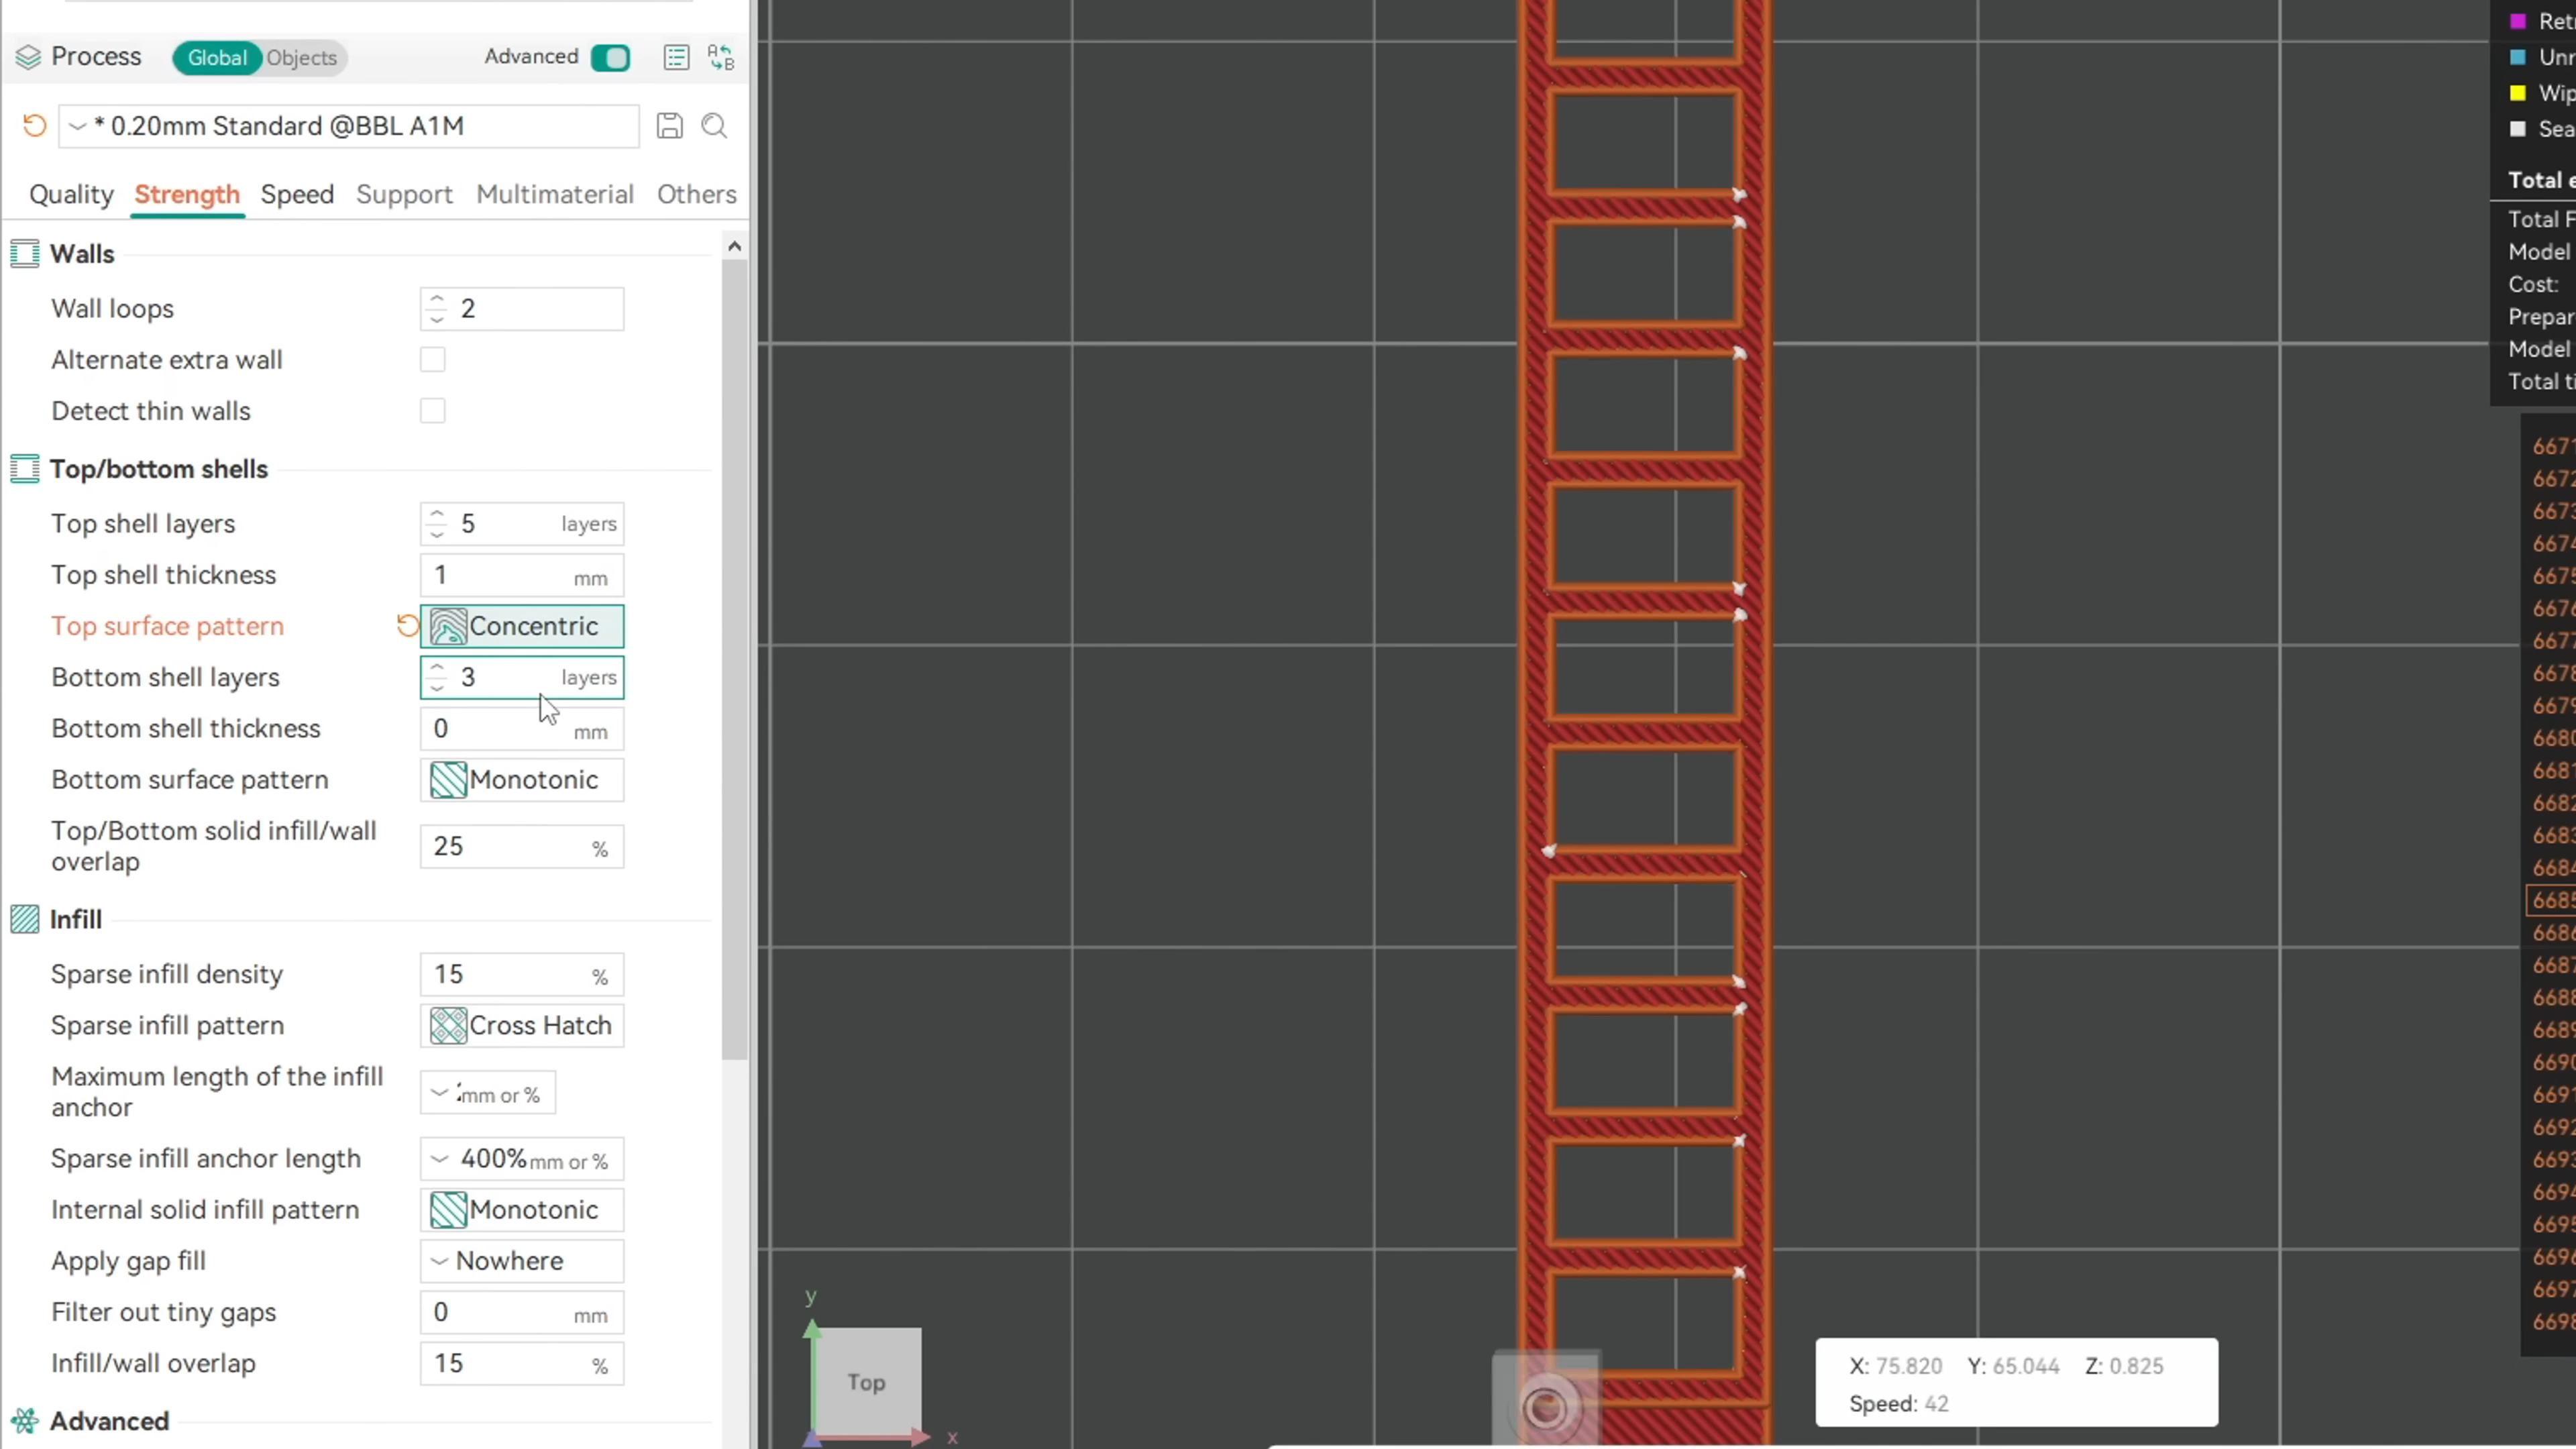 Process
Global
Objects
Advanced
* 0.20mm Standard @BBL A1M
Quality
Strength
Speed
Support
Multimaterial
Others
Walls
Wall loops
2
Alternate extra wall
Detect thin walls
Top/bottom shells
Top shell layers
5 layers
Top shell thickness
1 mm
Top surface pattern
Concentric
Bottom shell layers
3 layers
Bottom shell thickness
0 mm
Bottom surface pattern
Monotonic
Top/Bottom solid infill/wall
overlap
25 %
Infill
Sparse infill density
15 %
Sparse infill pattern
Cross Hatch
Maximum length of the infill
anchor
mm or %
Sparse infill anchor length
400% mm or %
Internal solid infill pattern
Monotonic
Apply gap fill
Nowhere
Filter out tiny gaps
0 mm
Infill/wall overlap
15 %
Advanced
y
Top
x
X: 75.820 Y: 65.044 Z: 0.825
Speed: 42
Total
Total
Model
Cost:
Model
Total